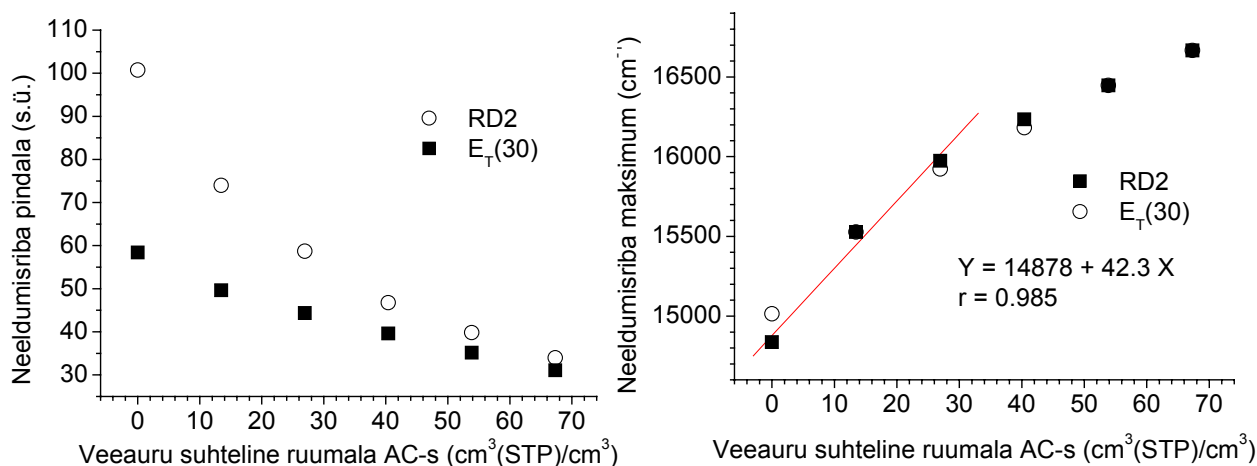 110
100
90
80
70
60
50
40
30
Needumisriba pindala (s.ü.)
RD2
E_T(30)
0 10 20 30 40 50 60 70
Veeauru suhteline ruumala AC-s (cm³(STP)/cm³)
16500
16000
15500
15000
Needumisriba maksimum (cm⁻¹)
RD2
E_T(30)
Y = 14878 + 42.3 X
r = 0.985
0 10 20 30 40 50 60 70
Veeauru suhteline ruumala AC-s (cm³(STP)/cm³)